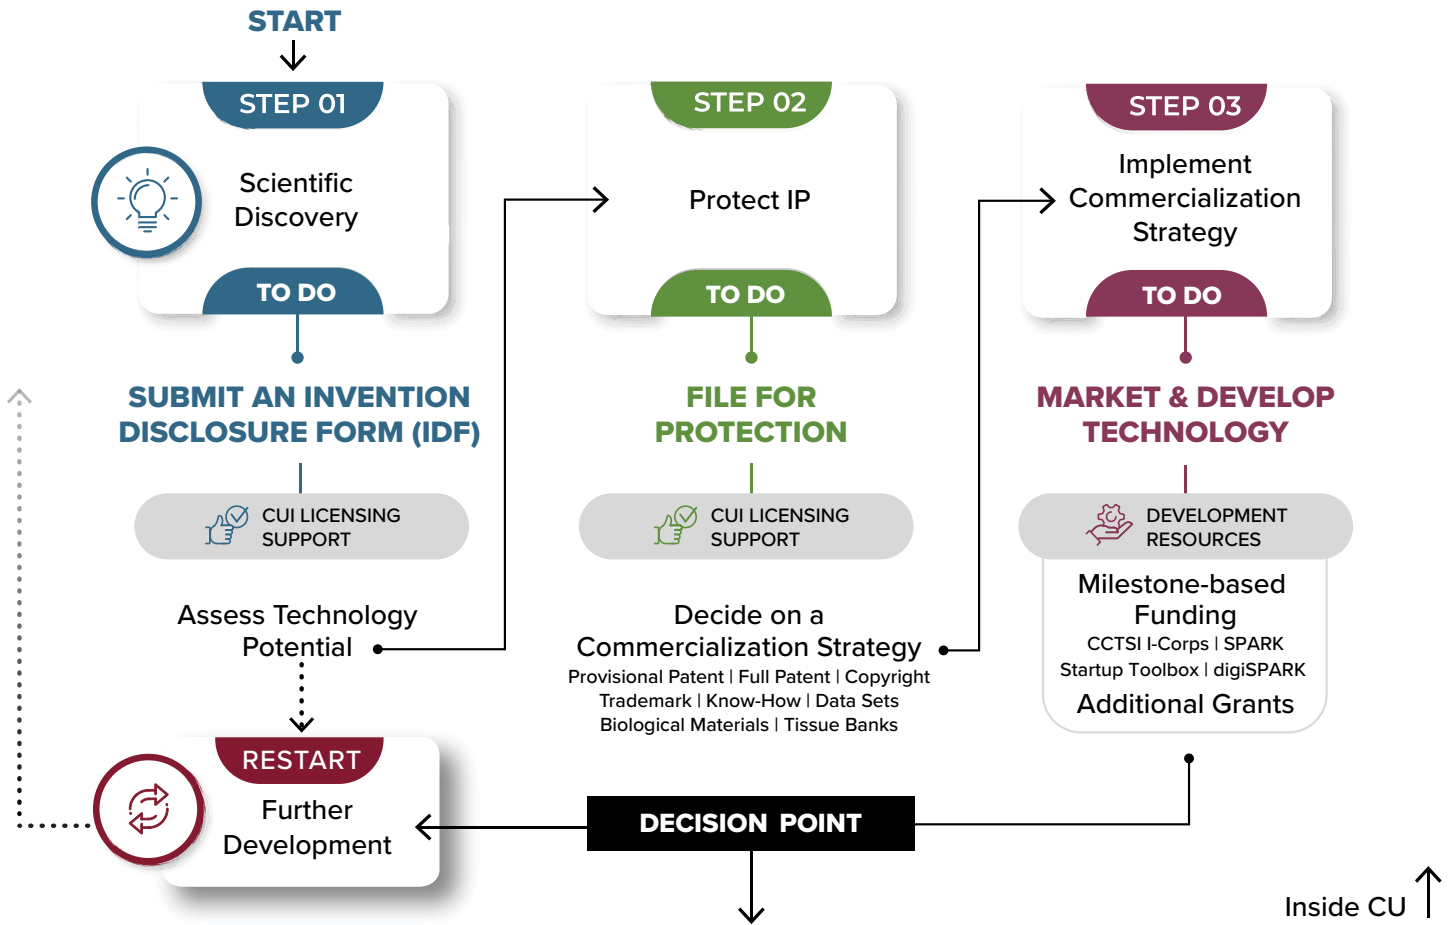 START
STEP 01
Scientific
Discovery
TO DO
SUBMIT AN INVENTION
DISCLOSURE FORM (IDF)
CUI LICENSING
SUPPORT
Assess Technology
Potential
RESTART
Further
Development
STEP 02
Protect IP
TO DO
FILE FOR
PROTECTION
CUI LICENSING
SUPPORT
Decide on a
Commercialization Strategy
Provisional Patent | Full Patent | Copyright
Trademark | Know-How | Data Sets
Biological Materials | Tissue Banks
STEP 03
Implement
Commercialization
Strategy
TO DO
MARKET & DEVELOP
TECHNOLOGY
DEVELOPMENT
RESOURCES
Milestone-based
Funding
CCTSI I-Corps | SPARK
Startup Toolbox | digiSPARK
Additional Grants
DECISION POINT
Inside CU